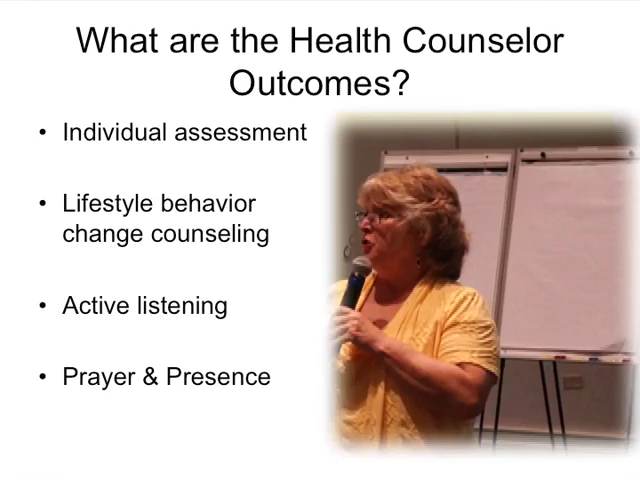 What are the Health Counselor
Outcomes?
• Individual assessment
• Lifestyle behavior
change counseling
• Active listening
• Prayer & Presence